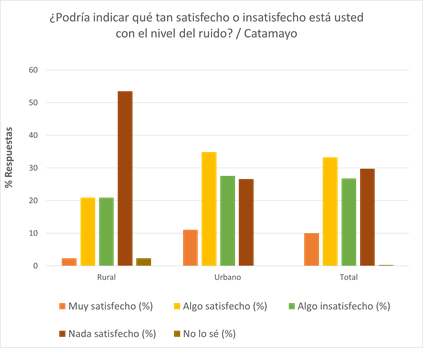 ¿Podría indicar qué tan satisfecho o insatisfecho está usted
con el nivel del ruido? / Catamayo
% Respuestas
60
50
40
30
20
10
0
Rural Urbano Total
Muy satisfecho (%) Algo satisfecho (%) Algo insatisfecho (%)
Nada satisfecho (%) No lo sé (%)